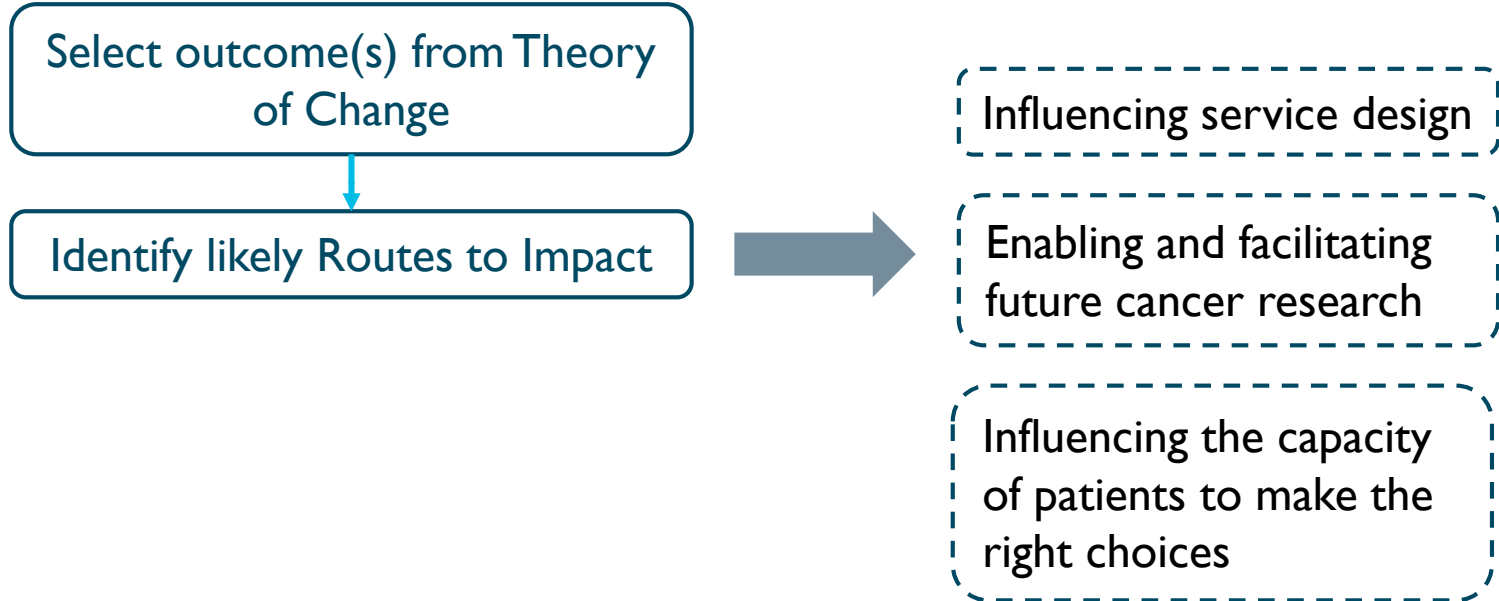 Select outcome(s) from Theory
of Change
Identify likely Routes to Impact
Influencing service design
Enabling and facilitating
future cancer research
Influencing the capacity
of patients to make the
right choices